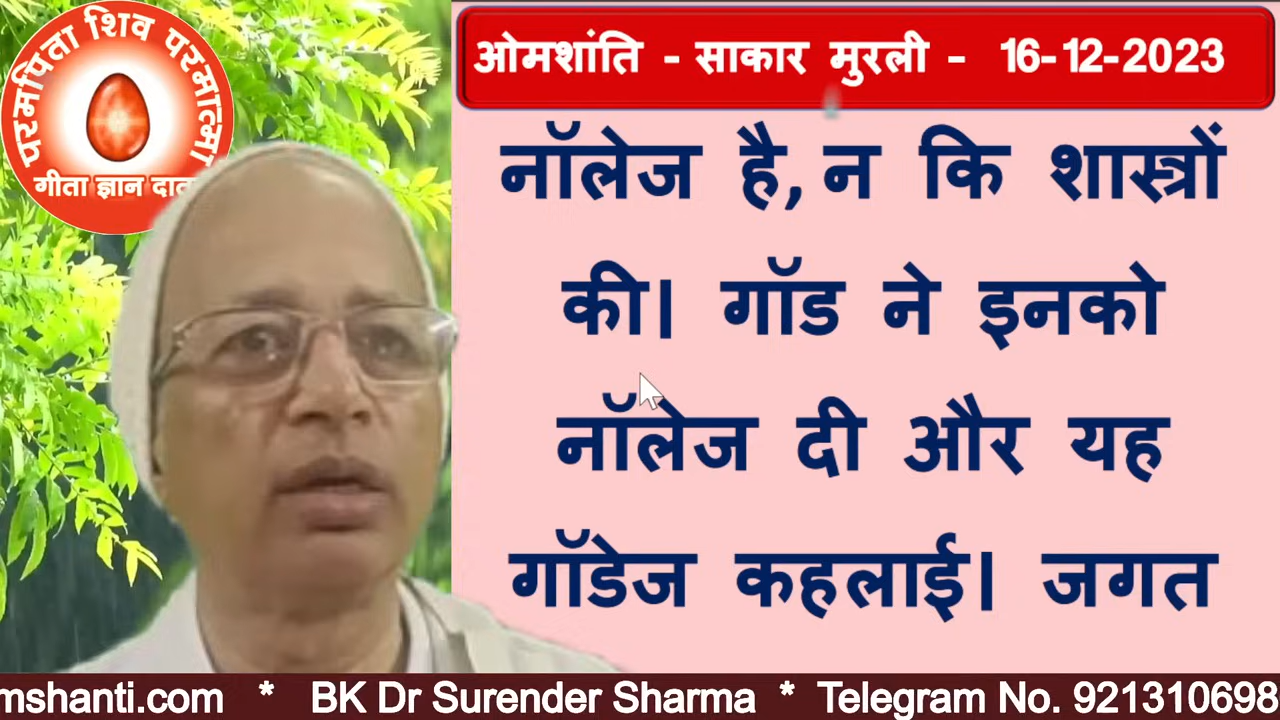 परमपिता शिव परमात्मा
गीता ज्ञान
ओमशांति - साकार मुरली - 16-12-2023
नॉलेज है, न कि शास्त्रों
की। गॉड ने इनको
नॉलेज दी और यह
गॉडेज कहलाई। जगत
mshanti.com * BK Dr Surender Sharma * Telegram No. 921310698